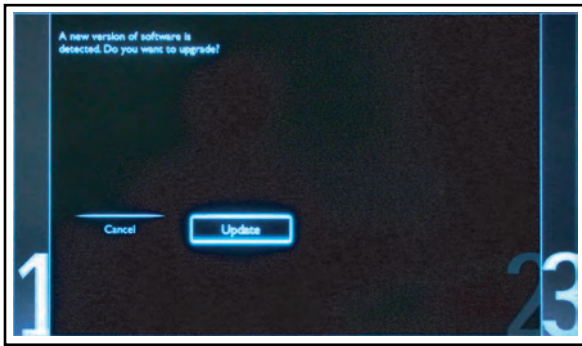 A new version of software is
detected. Do you want to upgrade?
Cancel
Update
1
2
3